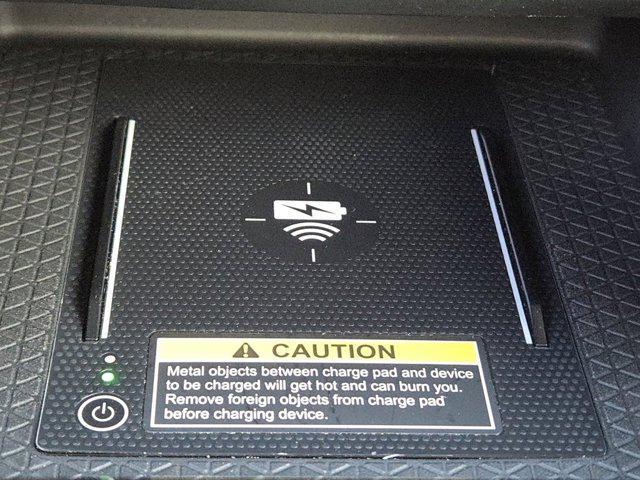 CAUTION
Metal objects between charge pad and device
to be charged will get hot and can burn you.
Remove foreign objects from charge pad
before charging device.